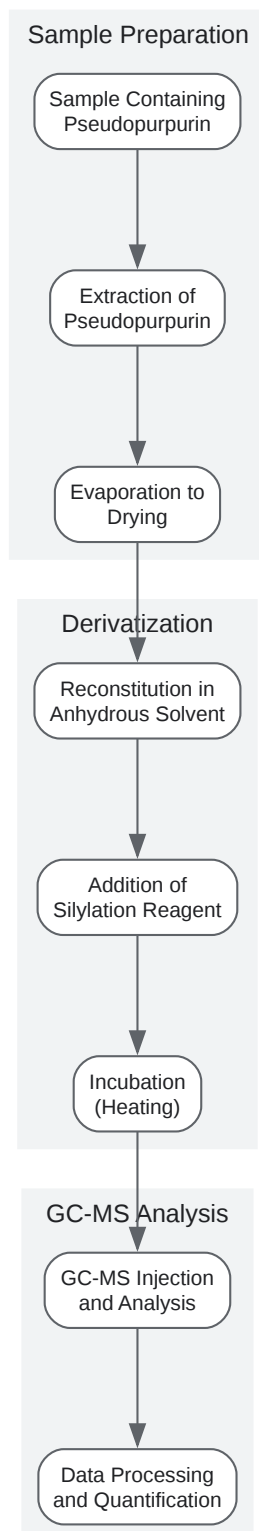 Sample Preparation
Sample Containing
Pseudopurpurin
Extraction of
Pseudopurpurin
Evaporation to
Drying
Derivatization
Reconstitution in
Anhydrous Solvent
Addition of
Silylation Reagent
Incubation
(Heating)
GC-MS Analysis
GC-MS Injection
and Analysis
Data Processing
and Quantification